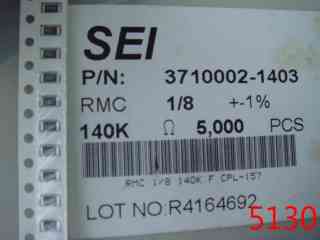 SEI
P/N: 3710002-1403
RMC 1/8 +-1%
140K Ω 5,000 PCS
RMC 1/8 140K F CPL-157
LOT NO:R4164692
5130